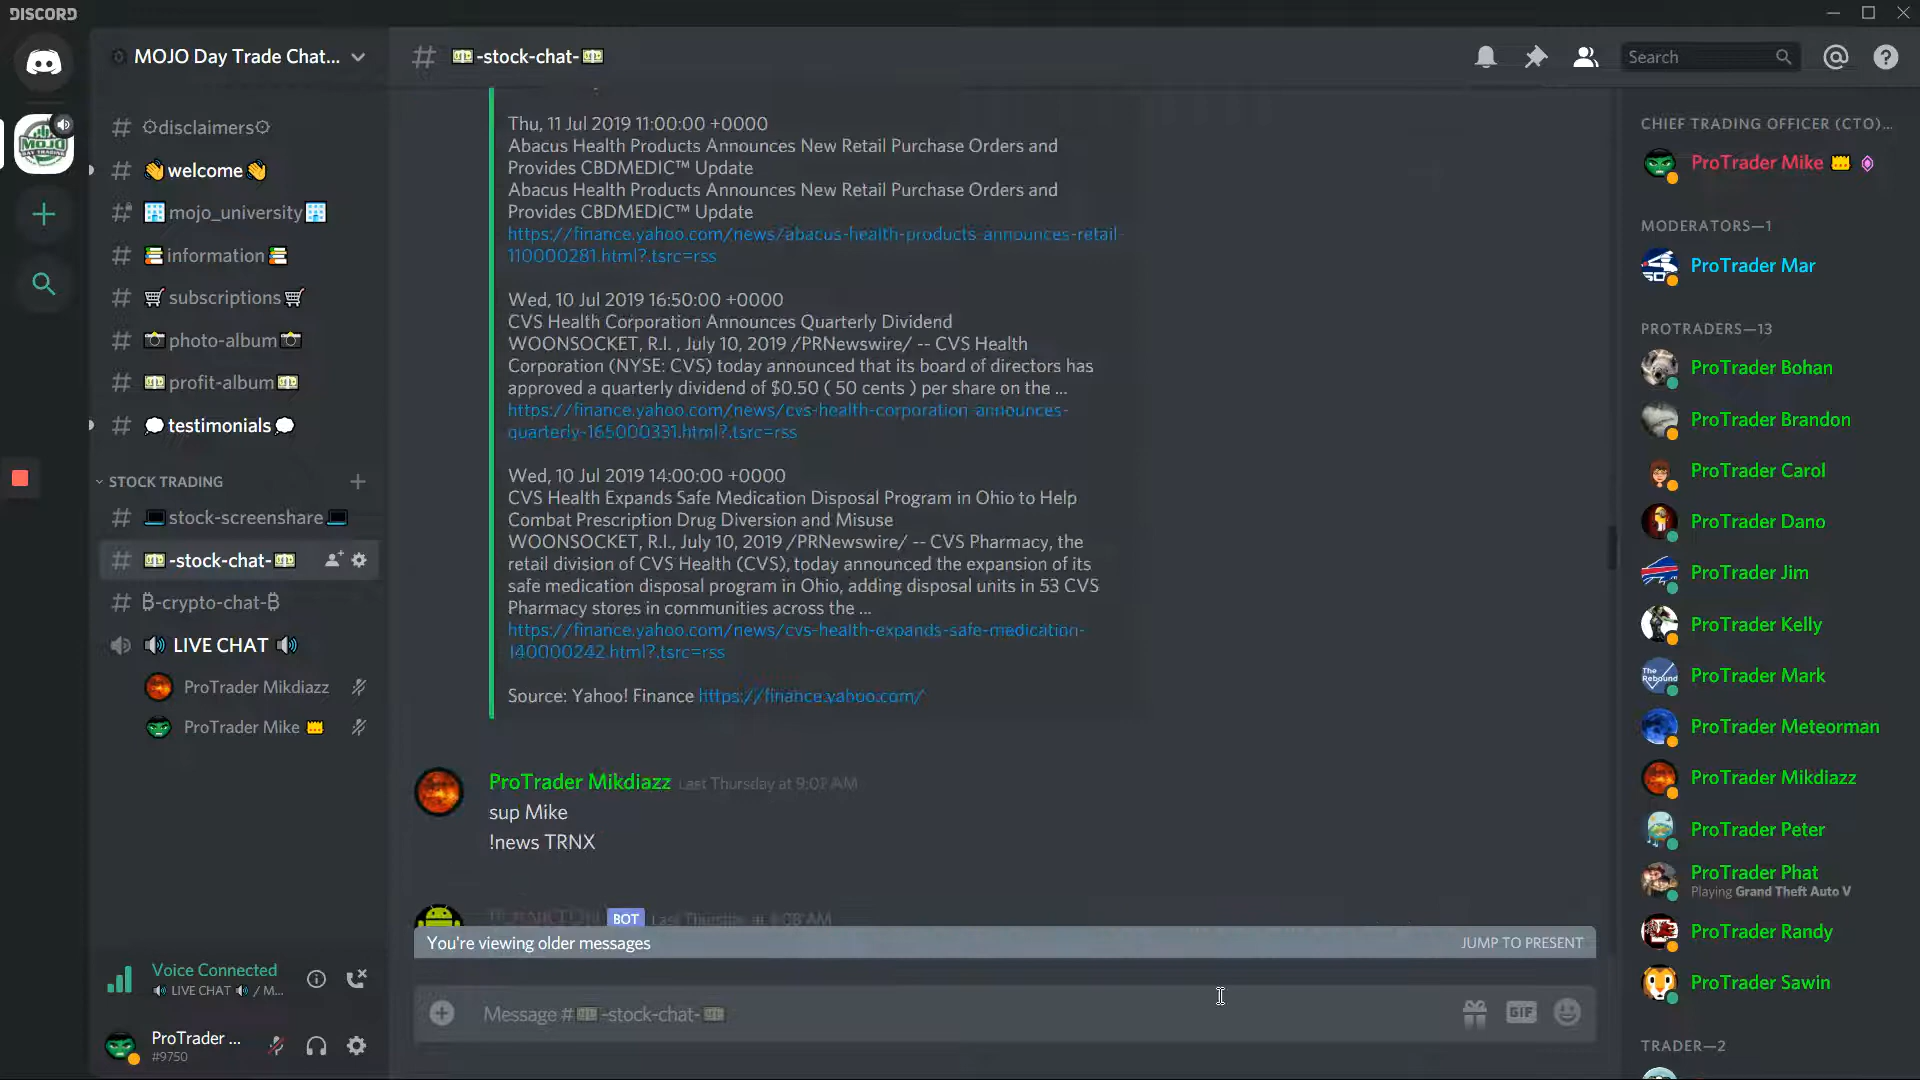 DISCORD
MOJO Day Trade Chat...
disclaimers
welcome
mojo_university
information
subscriptions
photo-album
profit-album
testimonials
STOCK TRADING
stock-screenshare
-stock-chat-
₿-crypto-chat-₿
LIVE CHAT
ProTrader Mikdiazz
ProTrader Mike
Voice Connected
LIVE CHAT / M...
ProTrader ...
#9750
-stock-chat-
Search
Thu, 11 Jul 2019 11:00:00 +0000
Abacus Health Products Announces New Retail Purchase Orders and
Provides CBDMEDIC™ Update
Abacus Health Products Announces New Retail Purchase Orders and
Provides CBDMEDIC™ Update
https://finance.yahoo.com/news/abacus-health-products-announces-retail-
110000281.html?.tsrc=rss
Wed, 10 Jul 2019 16:50:00 +0000
CVS Health Corporation Announces Quarterly Dividend
WOONSOCKET, R.I. , July 10, 2019 /PRNewswire/ -- CVS Health
Corporation (NYSE: CVS) today announced that its board of directors has
approved a quarterly dividend of $0.50 ( 50 cents ) per share on the ...
https://finance.yahoo.com/news/cvs-health-corporation-announces-
quarterly-165000331.html?.tsrc=rss
Wed, 10 Jul 2019 14:00:00 +0000
CVS Health Expands Safe Medication Disposal Program in Ohio to Help
Combat Prescription Drug Diversion and Misuse
WOONSOCKET, R.I., July 10, 2019 /PRNewswire/ -- CVS Pharmacy, the
retail division of CVS Health (CVS), today announced the expansion of its
safe medication disposal program in Ohio, adding disposal units in 53 CVS
Pharmacy stores in communities across the ...
https://finance.yahoo.com/news/cvs-health-expands-safe-medication-
140000242.html?.tsrc=rss
Source: Yahoo! Finance https://finance.yahoo.com/
ProTrader Mikdiazz Last Thursday at 9:07 AM
sup Mike
!news TRNX
BOT Last Thursday at
You're viewing older messages
JUMP TO PRESENT
Message # -stock-chat-
GIF
CHIEF TRADING OFFICER (CTO)...
ProTrader Mike
MODERATORS—1
ProTrader Mar
PROTRADERS—13
ProTrader Bohan
ProTrader Brandon
ProTrader Carol
ProTrader Dano
ProTrader Jim
ProTrader Kelly
ProTrader Mark
ProTrader Meteorman
ProTrader Mikdiazz
ProTrader Peter
ProTrader Phat
Playing Grand Theft Auto V
ProTrader Randy
ProTrader Sawin
TRADER—2